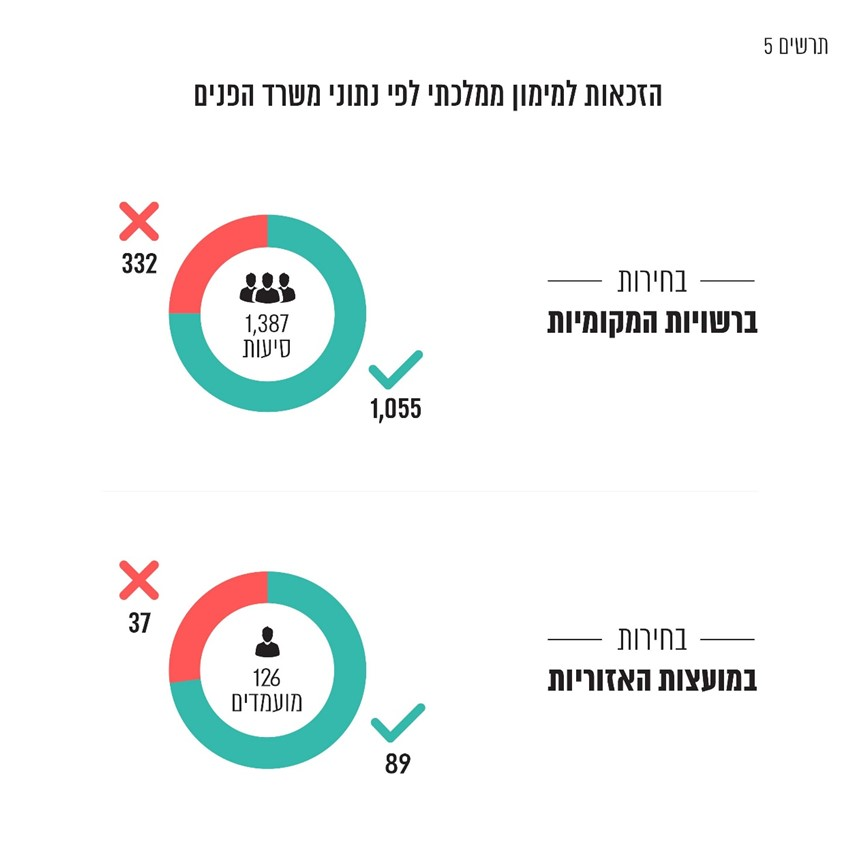 תרשים 5
הזכאות למימון ממלכתי לפי נתוני משרד הפנים
בחירות
ברשויות המקומיות
332
1,387
סיעות
1,055
בחירות
במועצות האזוריות
37
126
מועמדים
89